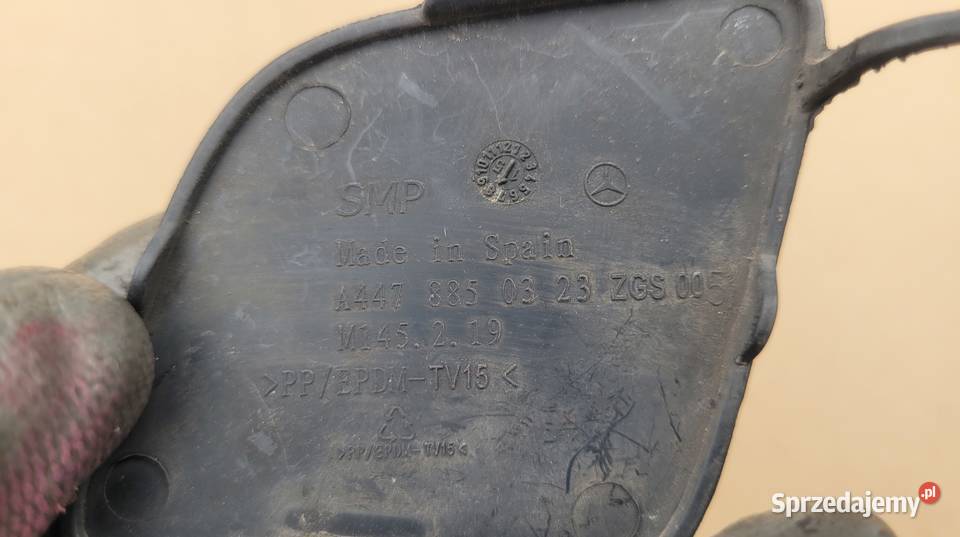 SMP
Made in Spain
A447 885 03 23 ZGS 005
M145.2.19
>PP/EPDM-TV15<
>PP/EPDM-TV15<
Sprzedajemy.pl